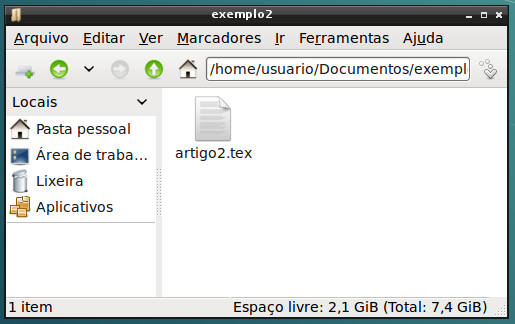 exemplo2
Arquivo Editar Ver Marcadores Ir Ferramentas Ajuda
/home/usuario/Documentos/exempl
Locais
Pasta pessoal
Área de traba...
Lixeira
Aplicativos
artigo2.tex
1 item
Espaço livre: 2,1 GiB (Total: 7,4 GiB)